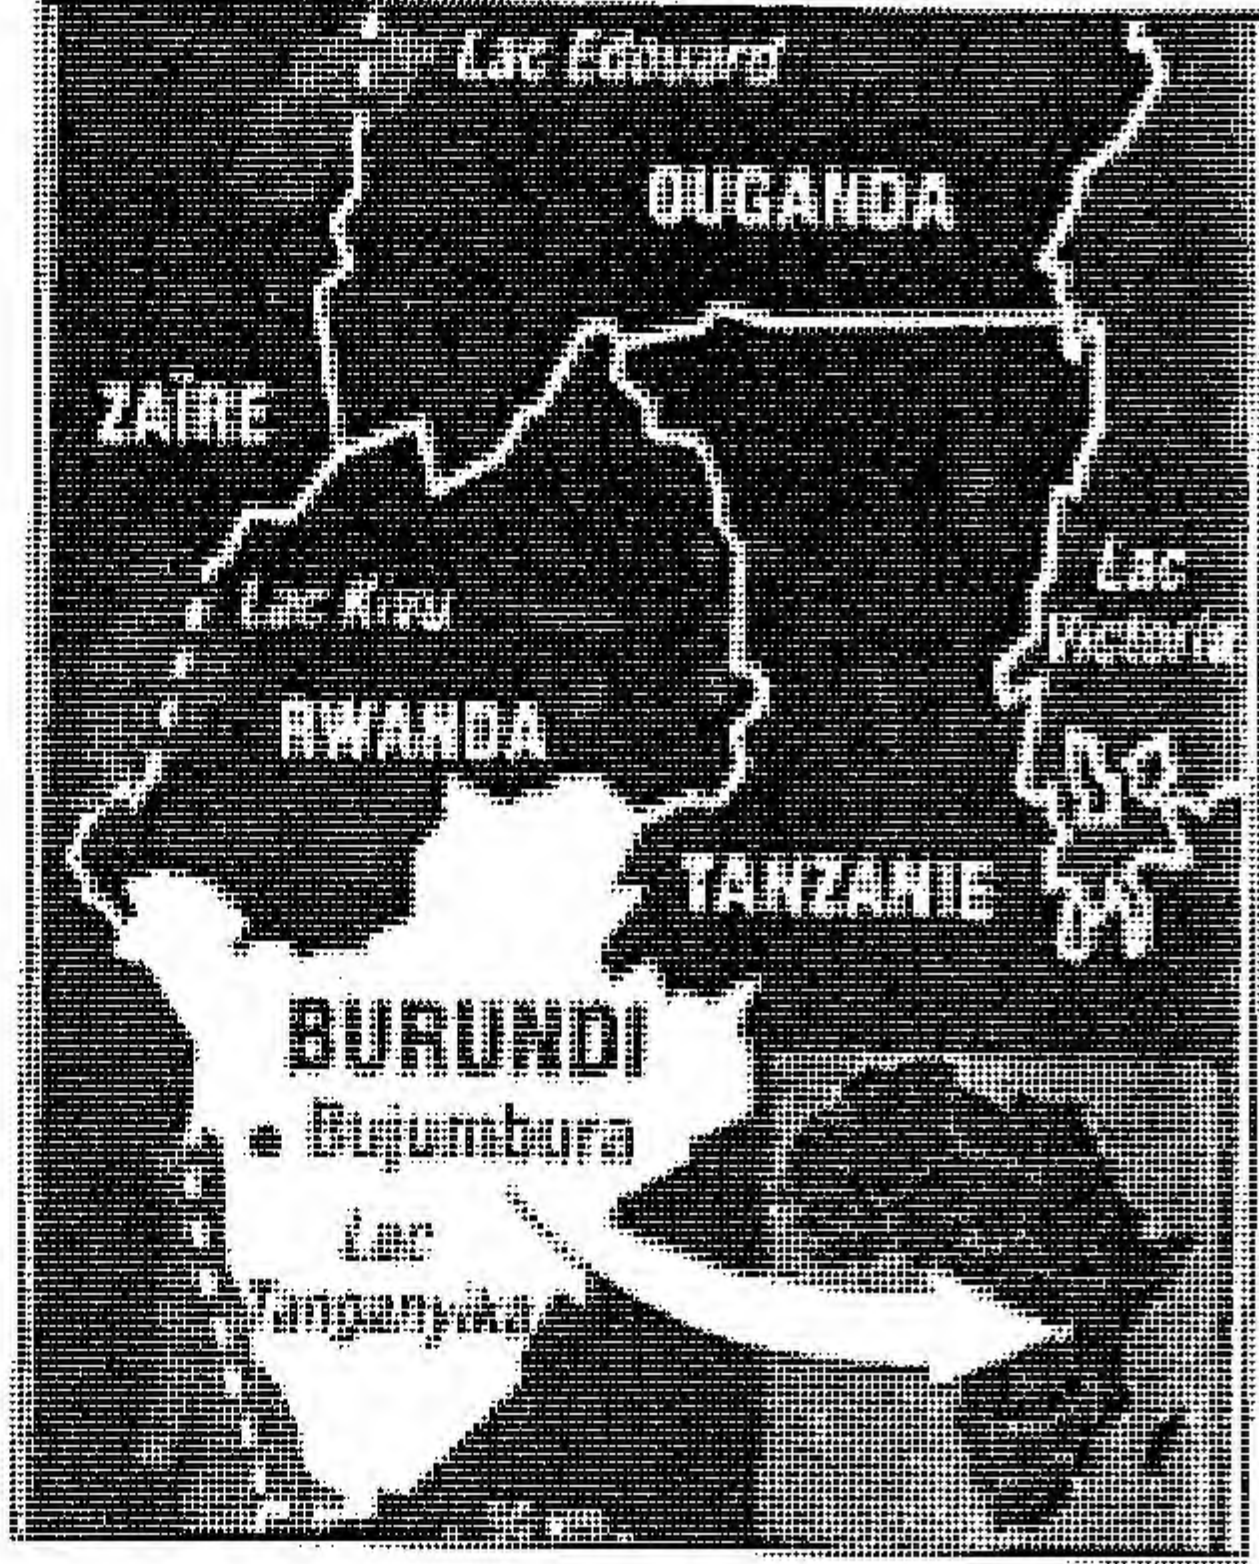 Lac Edouard
OUGANDA
ZAÏRE
Lac
Victoria
Lac Kivu
RWANDA
TANZANIE
BURUNDI
Bujumbura
Lac
Tanganyika